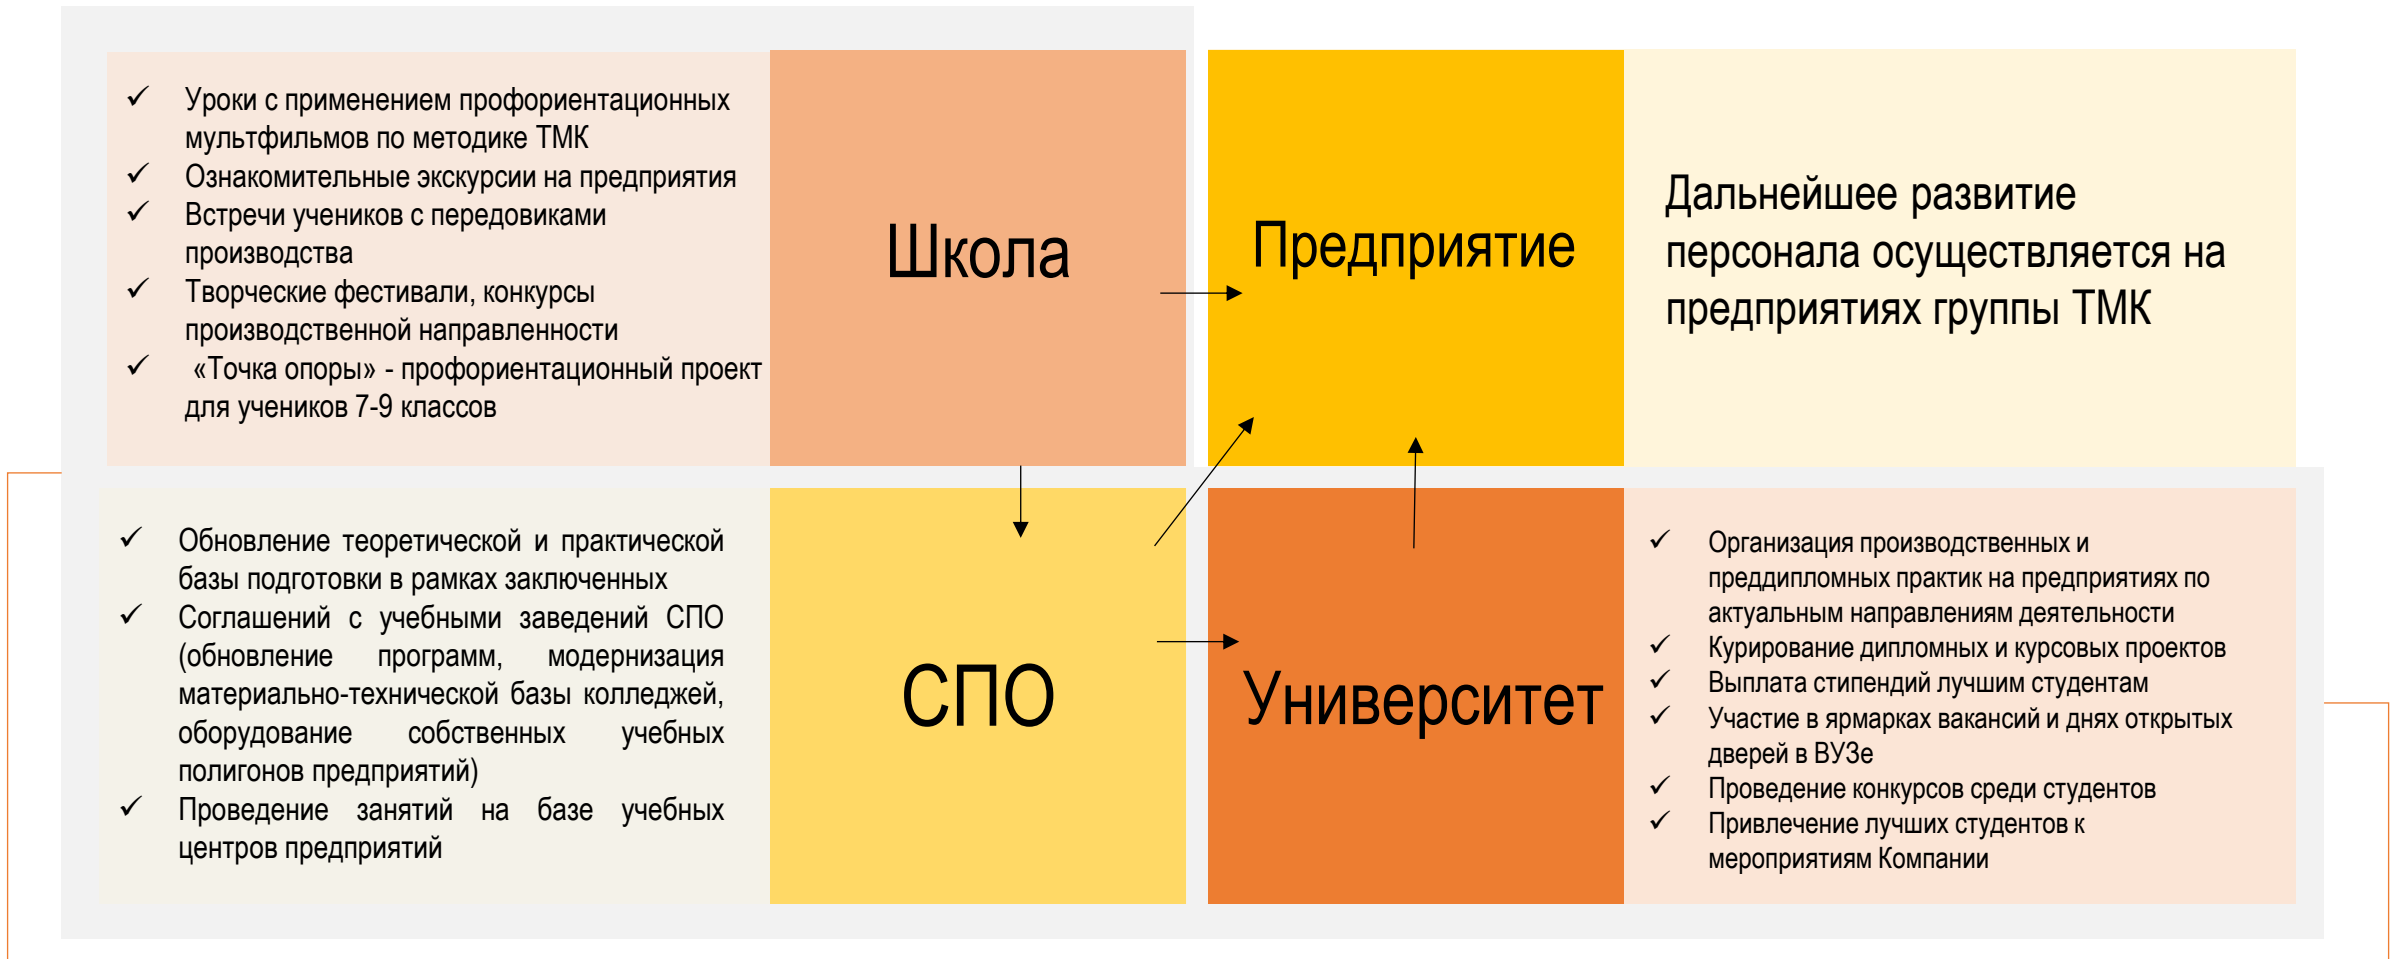 Уроки с применением профориентационных
мультфильмов по методике ТМК
Ознакомительные экскурсии на предприятия
Встречи учеников с передовиками
производства
Творческие фестивали, конкурсы
производственной направленности
«Точка опоры» - профориентационный проект
для учеников 7-9 классов
Школа
Предприятие
Дальнейшее развитие
персонала осуществляется на
предприятиях группы ТМК
Обновление теоретической и практической
базы подготовки в рамках заключенных
Соглашений с учебными заведений СПО
(обновление программ, модернизация
материально-технической базы колледжей,
оборудование собственных учебных
полигонов предприятий)
Проведение занятий на базе учебных
центров предприятий
СПО
Университет
Организация производственных и
преддипломных практик на предприятиях по
актуальным направлениям деятельности
Курирование дипломных и курсовых проектов
Выплата стипендий лучшим студентам
Участие в ярмарках вакансий и днях открытых
дверей в ВУЗе
Проведение конкурсов среди студентов
Привлечение лучших студентов к
мероприятиям Компании